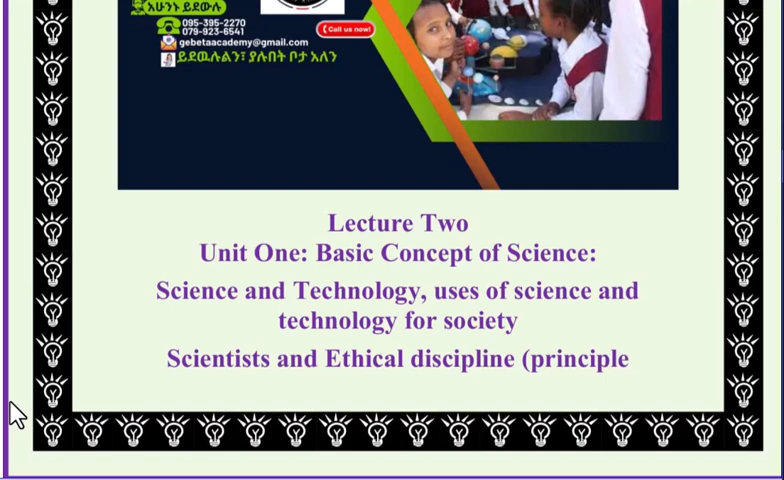 አሁኑኑ ይደውሉ
095-395-2270
079-923-6541
Call us now!
gebetaacademy@gmail.com
ይደዉሉልን፣ ያሉበት ቦታ አለን
Lecture Two
Unit One: Basic Concept of Science:
Science and Technology, uses of science and
technology for society
Scientists and Ethical discipline (principle